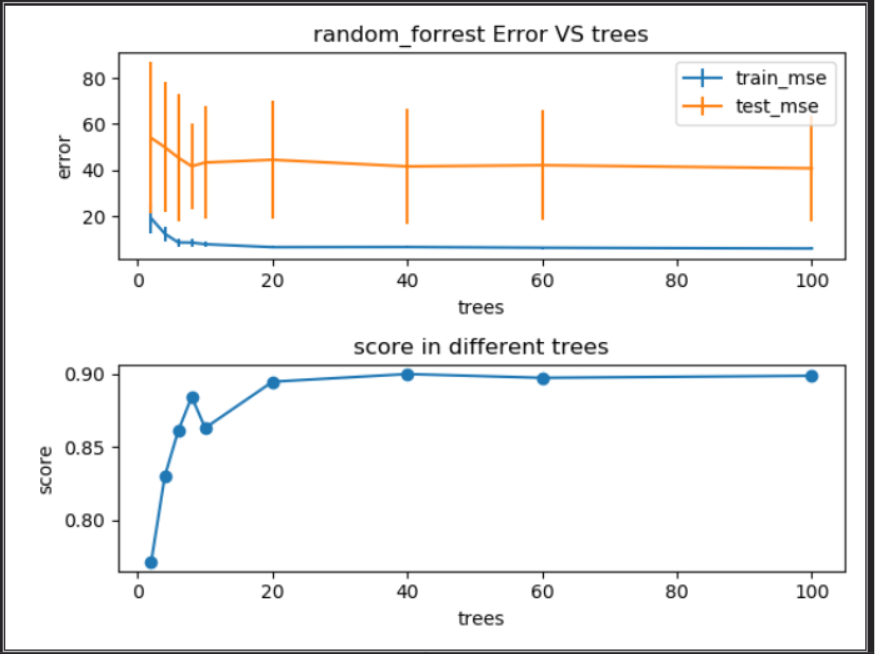 random_forrest Error VS trees
train_mse
test_mse
error
80
60
40
20
0 20 40 60 80 100
trees
score in different trees
score
0.90
0.85
0.80
0 20 40 60 80 100
trees